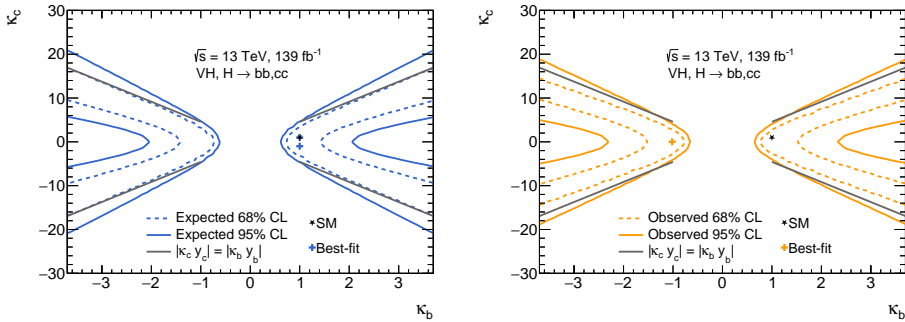 κc
30
20
10
0
−10
−20
−30
√s = 13 TeV, 139 fb-1
VH, H → bb,cc
Expected 68% CL
Expected 95% CL
|κc yc| = |κb yb|
SM
Best-fit
−3 −2 −1 0 1 2 3
κb
κc
30
20
10
0
−10
−20
−30
√s = 13 TeV, 139 fb-1
VH, H → bb,cc
Observed 68% CL
Observed 95% CL
|κc yc| = |κb yb|
SM
Best-fit
−3 −2 −1 0 1 2 3
κb